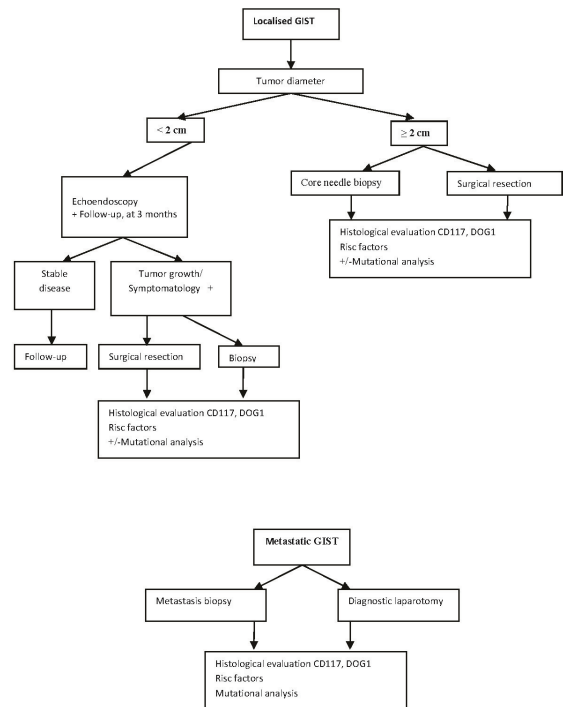 Localised GIST
Tumor diameter
< 2 cm
≥ 2 cm
Echoendoscopy
+ Follow-up, at 3 months
Core needle biopsy
Surgical resection
Histological evaluation CD117, DOG1
Risc factors
+/-Mutational analysis
Stable
disease
Tumor growth/
Symptomatology +
Follow-up
Surgical resection
Biopsy
Histological evaluation CD117, DOG1
Risc factors
+/-Mutational analysis
Metastatic GIST
Metastasis biopsy
Diagnostic laparotomy
Histological evaluation CD117, DOG1
Risc factors
Mutational analysis